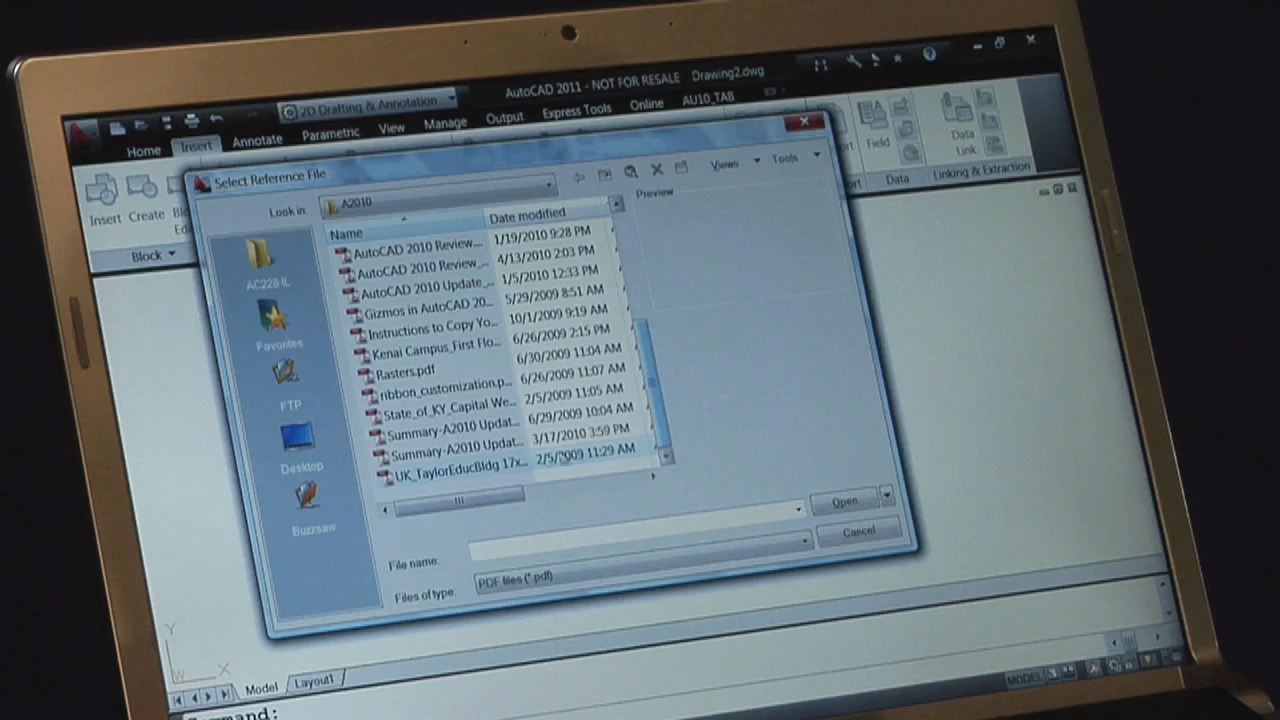 AutoCAD 2011 - NOT FOR RESALE Drawing2.dwg
2D Drafting & Annotation
Home Insert Annotate Parametric View Manage Output Express Tools Online AU10_TAB
Insert Create
Block
Field
Data Link
Data
Linking & Extraction
Select Reference File
Look in: A2010
Views Tools
Preview
Name Date modified
AutoCAD 2010 Review... 1/19/2010 9:28 PM
AutoCAD 2010 Review_... 4/13/2010 2:03 PM
AutoCAD 2010 Update_... 1/5/2010 12:33 PM
Gizmos in AutoCAD 20... 5/29/2009 8:51 AM
Instructions to Copy Yo... 10/1/2009 9:19 AM
Kenai Campus_First Flo... 6/26/2009 2:15 PM
Rasters.pdf 6/30/2009 11:04 AM
ribbon_customization.p... 6/26/2009 11:07 AM
State_of_KY_Capital We... 2/5/2009 11:05 AM
Summary-A2010 Updat... 6/29/2009 10:04 AM
Summary-A2010 Updat... 3/17/2010 3:59 PM
UK_TaylorEducBldg 17x... 2/5/2009 11:29 AM
AC228-IL
Favorites
FTP
Desktop
Buzzsaw
File name:
Open
Files of type: PDF files (*.pdf)
Cancel
Y
W X
Model Layout1
MODEL
Command: